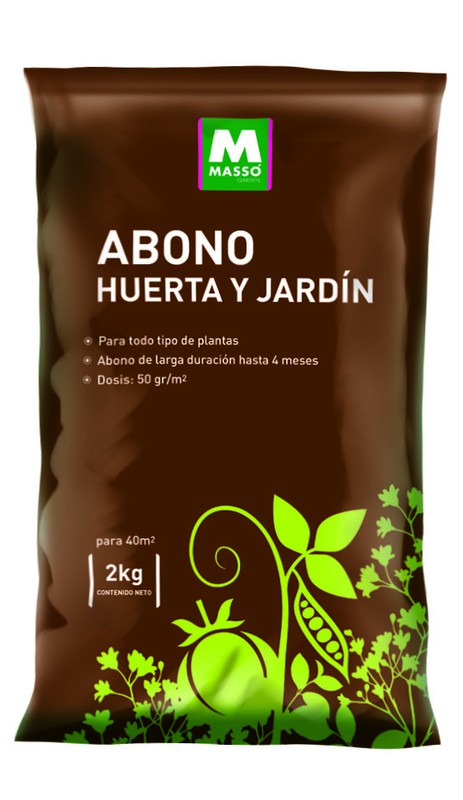 M
MASSÓ
GARDEN
ABONO
HUERTA Y JARDÍN
Para todo tipo de plantas
Abono de larga duración hasta 4 meses
Dosis: 50 gr/m²
para 40m²
2kg
CONTENIDO NETO